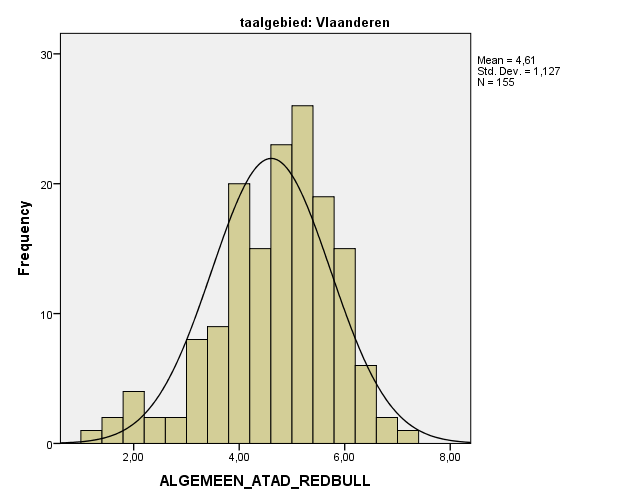 taalgebied: Vlaanderen
Mean = 4,61
Std. Dev. = 1,127
N = 155
30
20
10
0
Frequency
2,00 4,00 6,00 8,00
ALGEMEEN_ATAD_REDBULL